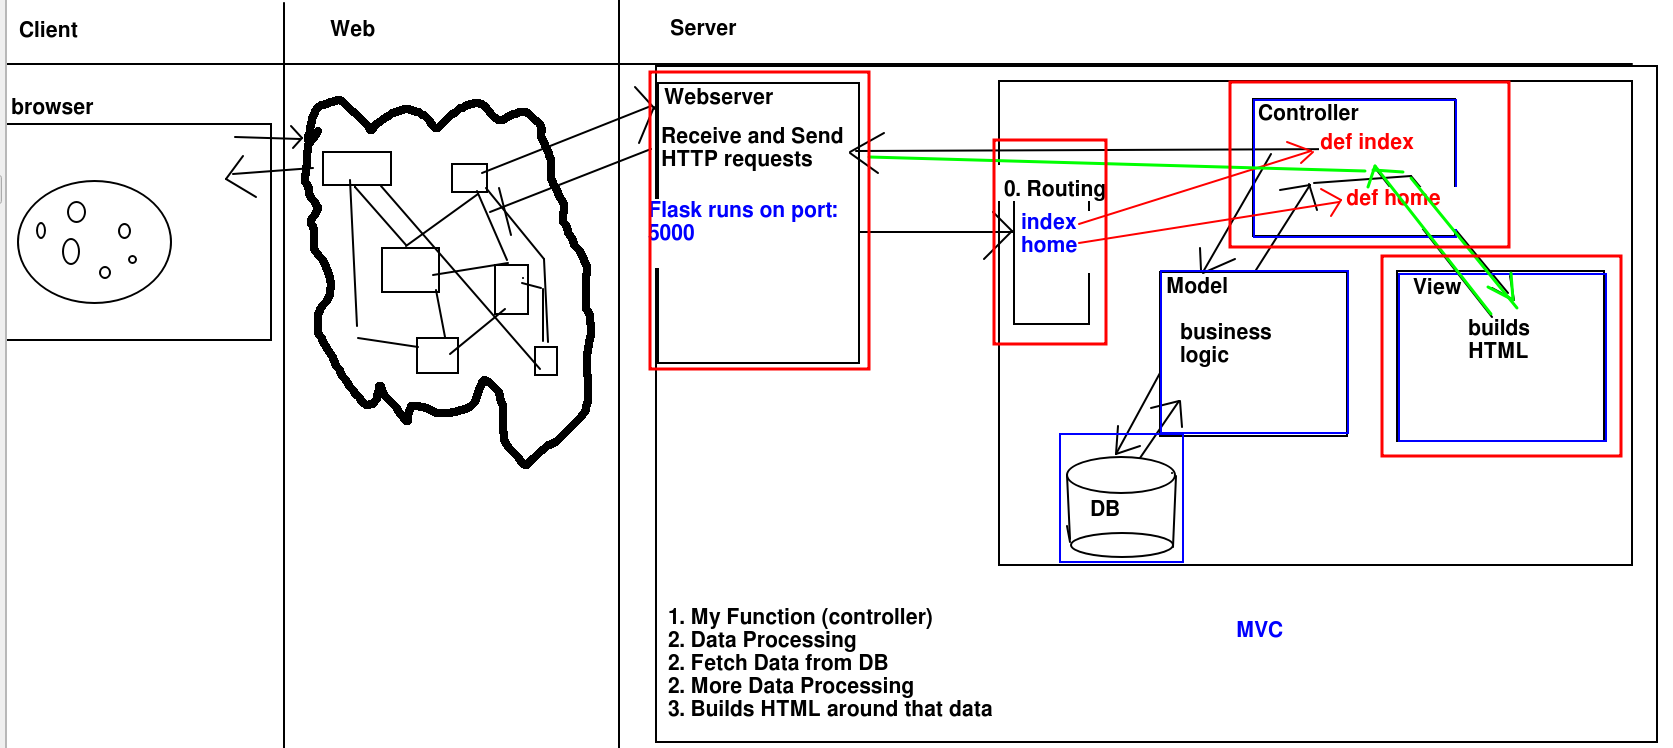 Client
Web
Server
browser
Webserver
Receive and Send
HTTP requests
Flask runs on port:
5000
0. Routing
index
home
Controller
def index
def home
Model
business
logic
View
builds
HTML
DB
1. My Function (controller)
2. Data Processing
2. Fetch Data from DB
2. More Data Processing
3. Builds HTML around that data
MVC